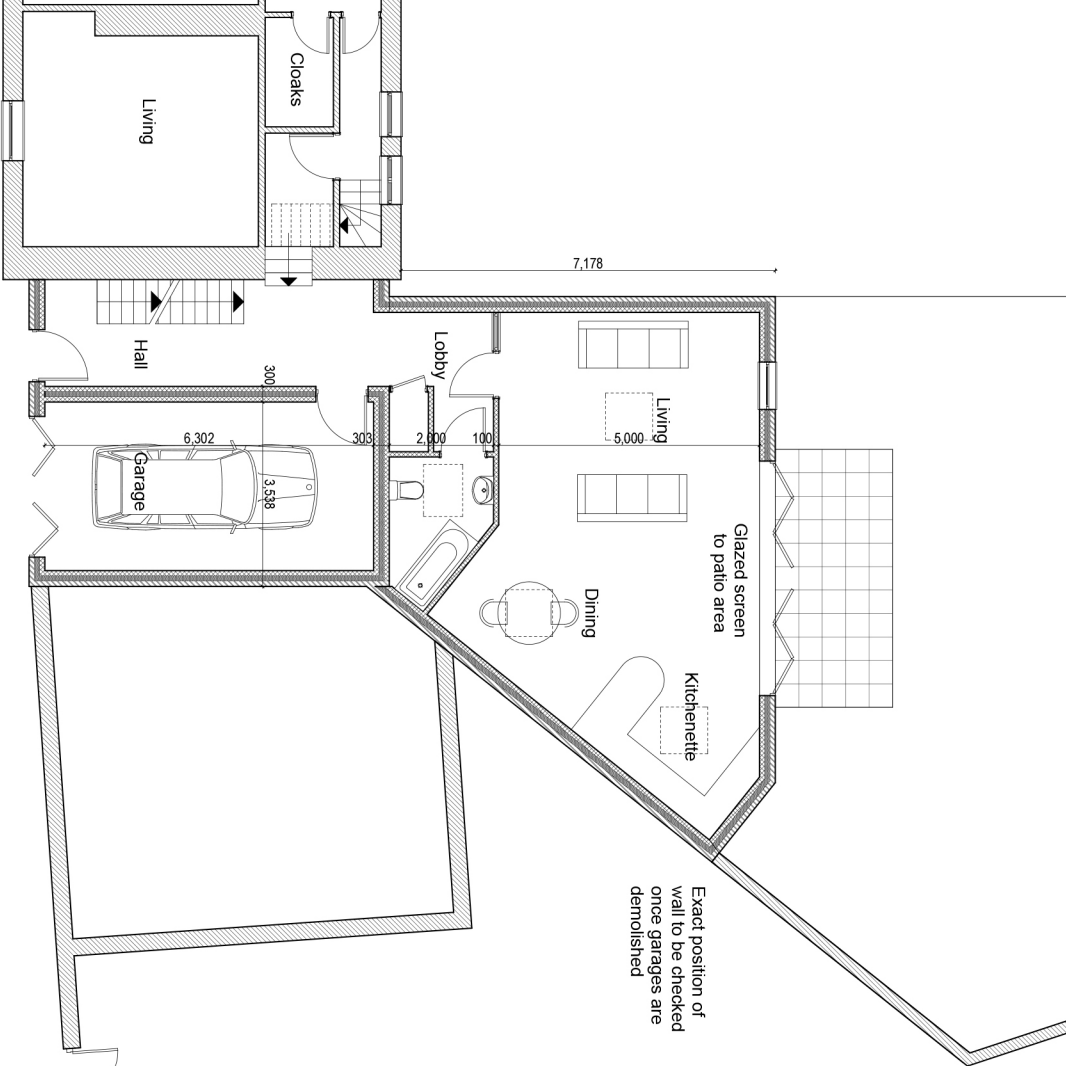 Cloaks
Living
7,178
Hall
Lobby
300
Living
6,302
303
2,000
100
5,000
Garage
3,538
Glazed screen
to patio area
Dining
Kitchenette
Exact position of
wall to be checked
once garages are
demolished